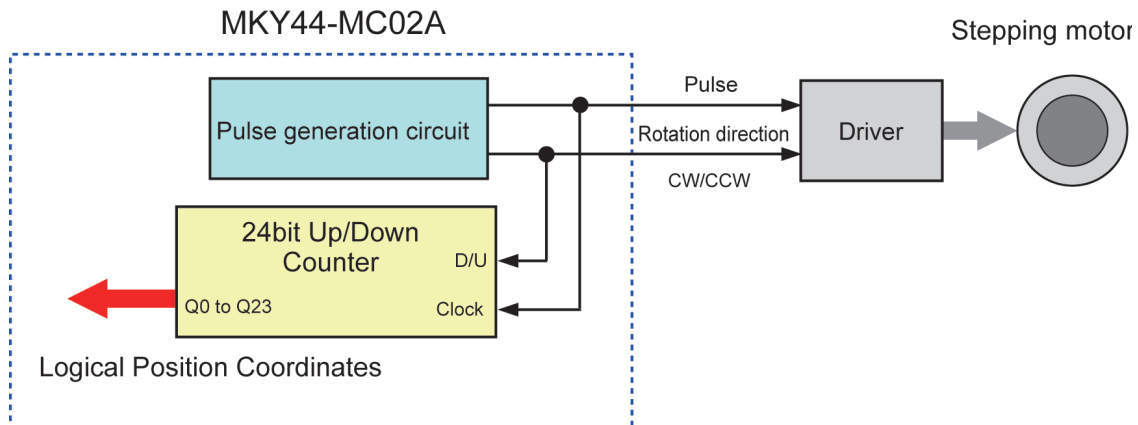 MKY44-MC02A
Stepping motor
Pulse generation circuit
Pulse
Rotation direction
CW/CCW
Driver
24bit Up/Down
Counter
D/U
Clock
Q0 to Q23
Logical Position Coordinates